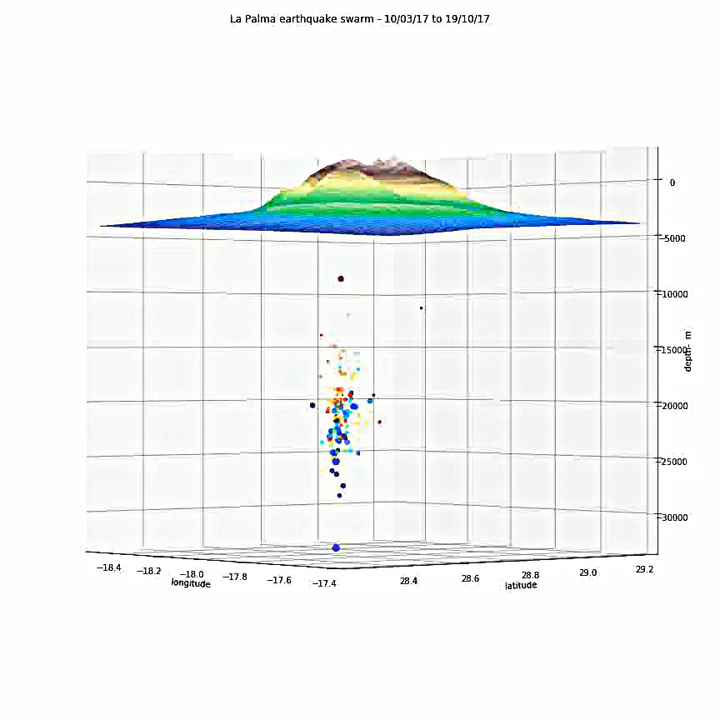 La Palma earthquake swarm - 10/03/17 to 19/10/17
0
−5000
−10000
−15000
depth- m
−20000
−25000
−30000
−18.4 −18.2 −18.0 −17.8 −17.6 −17.4 28.4 28.6 28.8 29.0 29.2
longitude latitude